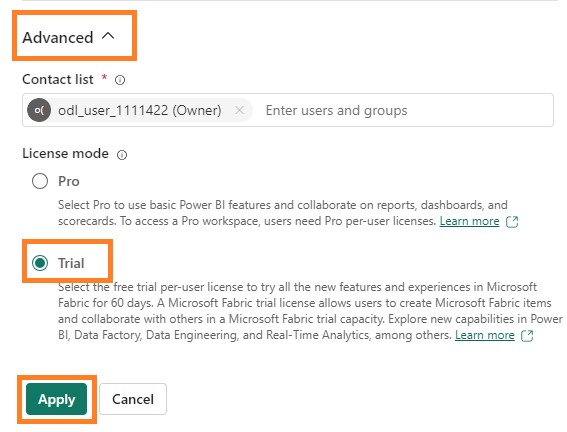 Advanced
Contact list *
o( odl_user_1111422 (Owner) × Enter users and groups
License mode
Pro
Select Pro to use basic Power BI features and collaborate on reports, dashboards, and
scorecards. To access a Pro workspace, users need Pro per-user licenses. Learn more
Trial
Select the free trial per-user license to try all the new features and experiences in Microsoft
Fabric for 60 days. A Microsoft Fabric trial license allows users to create Microsoft Fabric items
and collaborate with others in a Microsoft Fabric trial capacity. Explore new capabilities in Power
BI, Data Factory, Data Engineering, and Real-Time Analytics, among others. Learn more
Apply Cancel